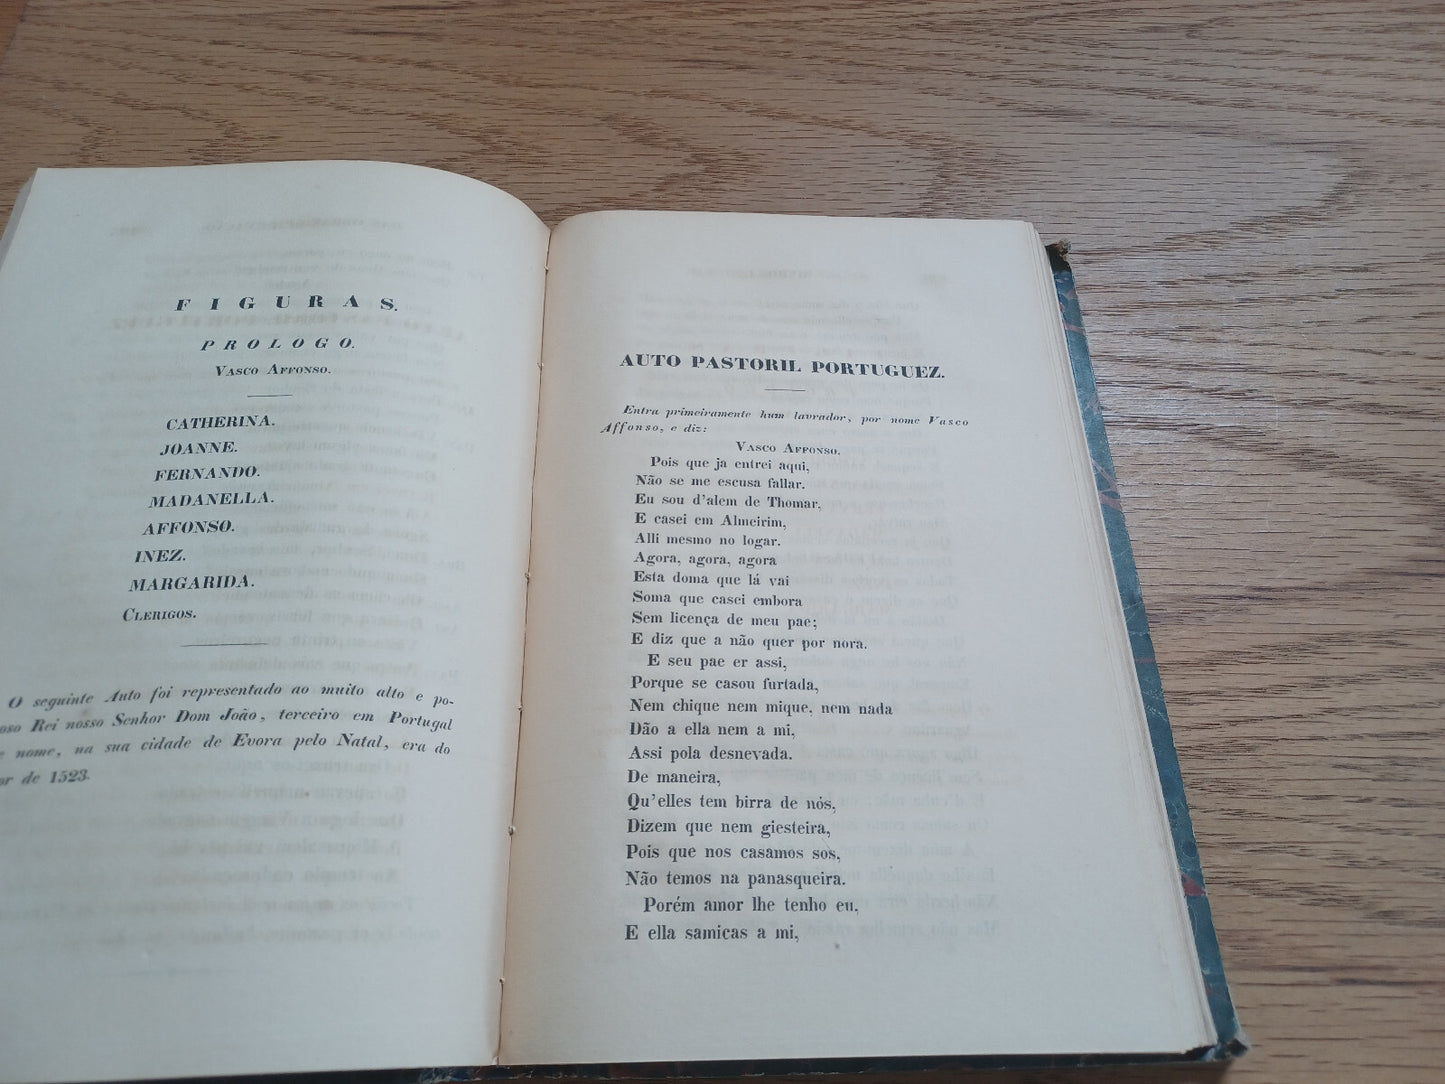 FIGURAS.
PROLOGO.
VASCO AFFONSO.
CATHERINA.
JOANNE.
FERNANDO.
MADANELLA.
AFFONSO.
INEZ.
MARGARIDA.
CLERIGOS.
O seguinte Auto foi representado ao muito alto e po-
oso Rei nosso Senhor Dom João, terceiro em Portugal
nome, na sua cidade de Evora pelo Natal, era do
or de 1523.
AUTO PASTORIL PORTUGUEZ.
Entra primeiramente hum lavrador, por nome Vasco
Affonso, e diz:
VASCO AFFONSO.
Pois que ja entrei aqui,
Não se me escusa fallar.
Eu sou d'alem de Thomar,
E casei em Almeirim,
Alli mesmo no logar.
Agora, agora, agora
Esta doma que lá vai
Soma que casei embora
Sem licença de meu pae;
E diz que a não quer por nora.
E seu pae er assi,
Porque se casou furtada,
Nem chique nem mique, nem nada
Dão a ella nem a mi,
Assi pola desnevada.
De maneira,
Qu'elles tem birra de nós,
Dizem que nem giesteira,
Pois que nos casamos sos,
Não temos na panasqueira.
Porém amor lhe tenho eu,
E ella samicas a mi,